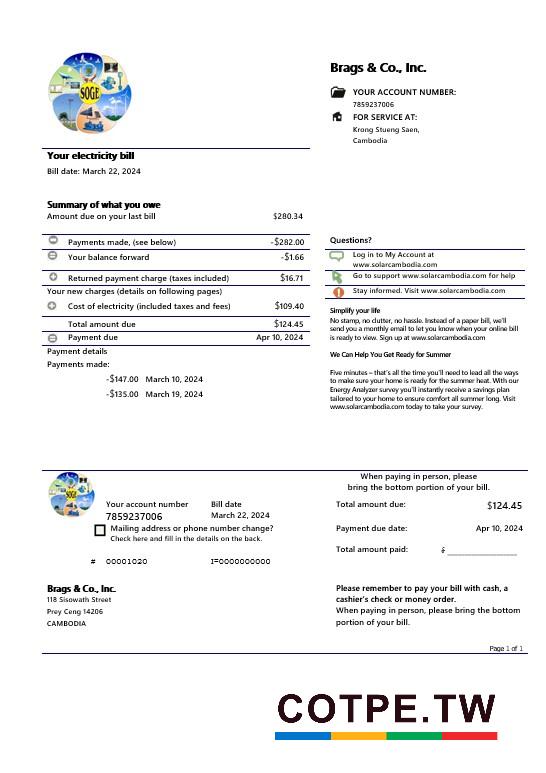 SOGE
Brags & Co., Inc.
YOUR ACCOUNT NUMBER:
7859237006
FOR SERVICE AT:
Krong Stueng Saen,
Cambodia
Your electricity bill
Bill date: March 22, 2024
Summary of what you owe
Amount due on your last bill $280.34
Payments made, (see below) -$282.00
Your balance forward -$1.66
Returned payment charge (taxes included) $16.71
Your new charges (details on following pages)
Cost of electricity (included taxes and fees) $109.40
Total amount due $124.45
Payment due Apr 10, 2024
Payment details
Payments made:
-$147.00 March 10, 2024
-$135.00 March 19, 2024
Questions?
Log in to My Account at
www.solarcambodia.com
Go to support www.solarcambodia.com for help
Stay informed. Visit www.solarcambodia.com
Simplify your life
No stamp, no clutter, no hassle. Instead of a paper bill, we'll
send you a monthly email to let you know when your online bill
is ready to view. Sign up at www.solarcambodia.com
We Can Help You Get Ready for Summer
Five minutes – that's all the time you'll need to lead all the ways
to make sure your home is ready for the summer heat. With our
Energy Analyzer survey you'll instantly receive a savings plan
tailored to your home to ensure comfort all summer long. Visit
www.solarcambodia.com today to take your survey.
SOGE
Your account number Bill date
7859237006 March 22, 2024
Mailing address or phone number change?
Check here and fill in the details on the back.
# 00001020 I=0000000000
When paying in person, please
bring the bottom portion of your bill.
Total amount due: $124.45
Payment due date: Apr 10, 2024
Total amount paid: $ ________________
Brags & Co., Inc.
118 Sisowath Street
Prey Ceng 14206
CAMBODIA
Please remember to pay your bill with cash, a
cashier's check or money order.
When paying in person, please bring the bottom
portion of your bill.
Page 1 of 1
COTPE.TW